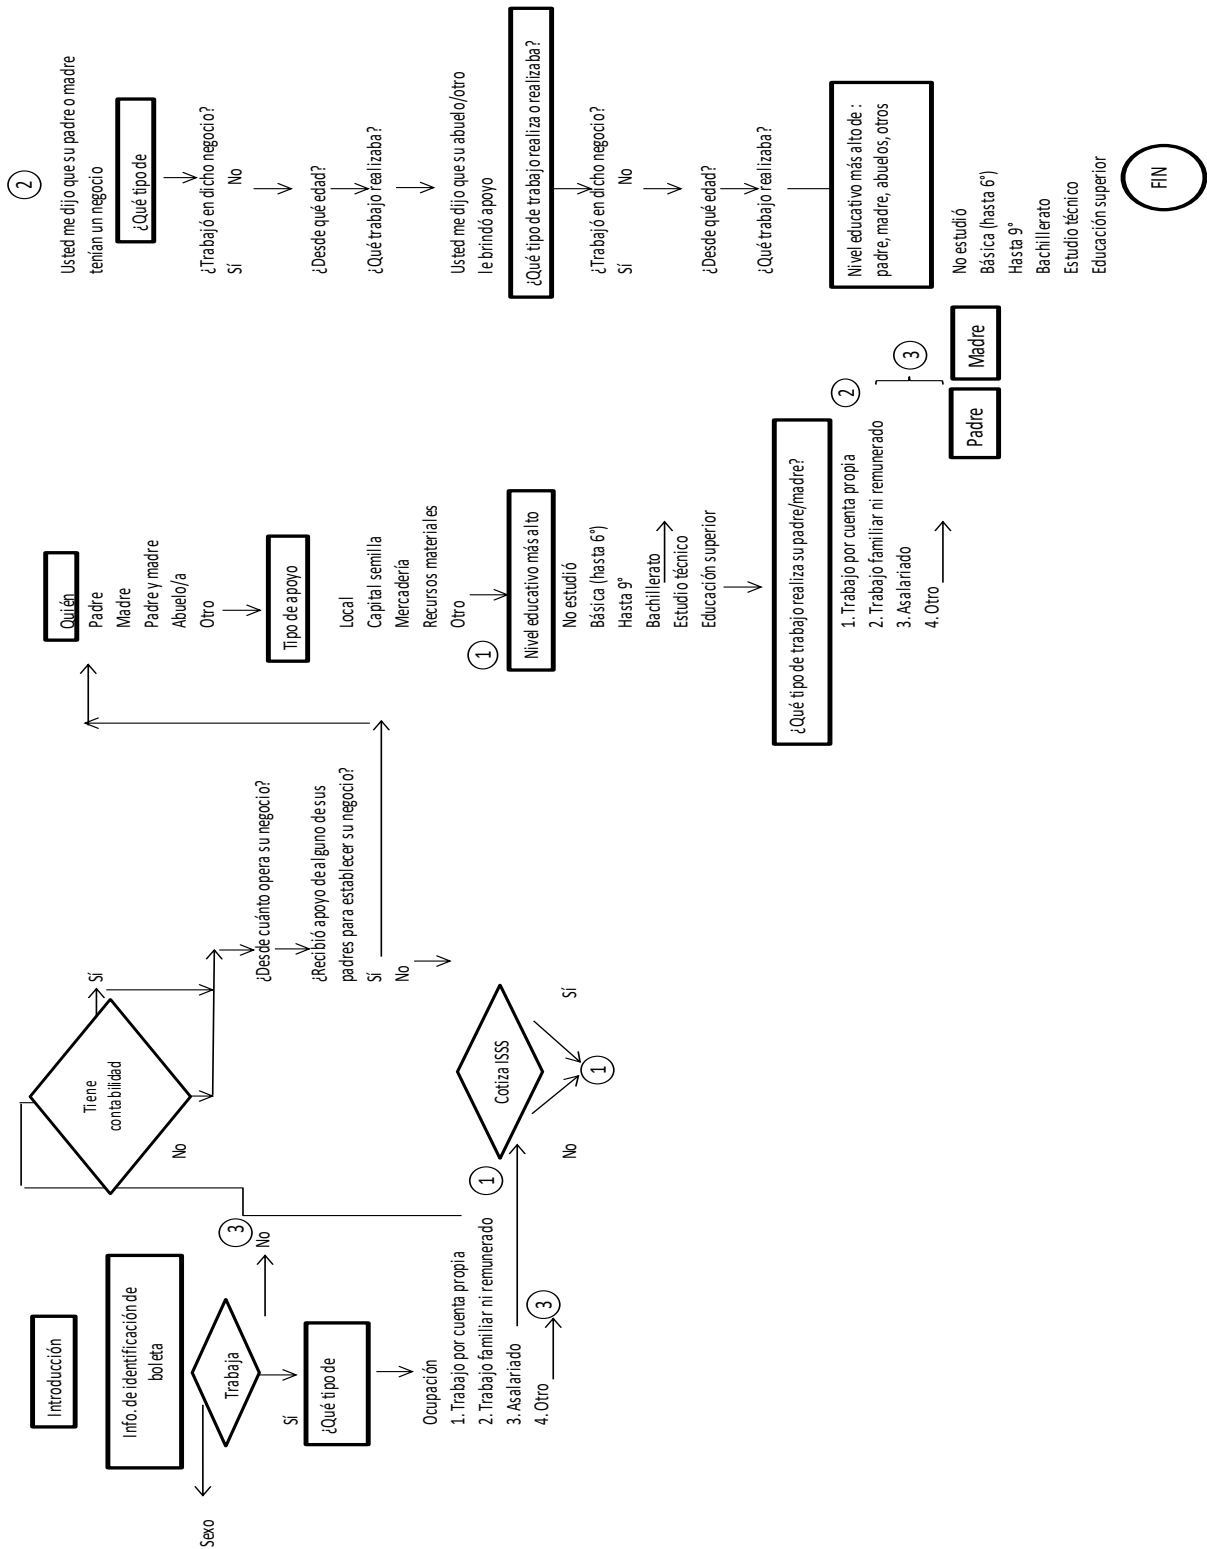 Introducción
Info. de identificación de
boleta
Sexo
Trabaja
No
Sí
¿Qué tipo de
Ocupación
1. Trabajo por cuenta propia
2. Trabajo familiar ni remunerado
3. Asalariado
4. Otro
3
3
Tiene
contabilidad
Sí
No
¿Desde cuánto opera su negocio?
¿Recibió apoyo de alguno de sus
padres para establecer su negocio?
Sí
No
1
Cotiza ISSS
No
Sí
1
Quién
Padre
Madre
Padre y madre
Abuelo/a
Otro
Tipo de apoyo
Local
Capital semilla
Mercadería
Recursos materiales
Otro
1
Nivel educativo más alto
No estudió
Básica (hasta 6°)
Hasta 9°
Bachillerato
Estudio técnico
Educación superior
¿Qué tipo de trabajo realiza su padre/madre?
1. Trabajo por cuenta propia
2. Trabajo familiar ni remunerado
3. Asalariado
4. Otro
2
3
Padre
Madre
2
Usted me dijo que su padre o madre
tenían un negocio
¿Qué tipo de
¿Trabajó en dicho negocio?
Sí No
¿Desde qué edad?
¿Qué trabajo realizaba?
Usted me dijo que su abuelo/otro
le brindó apoyo
¿Qué tipo de trabajo realiza o realizaba?
¿Trabajó en dicho negocio?
Sí No
¿Desde qué edad?
¿Qué trabajo realizaba?
Nivel educativo más alto de :
padre, madre, abuelos, otros
No estudió
Básica (hasta 6°)
Hasta 9°
Bachillerato
Estudio técnico
Educación superior
FIN